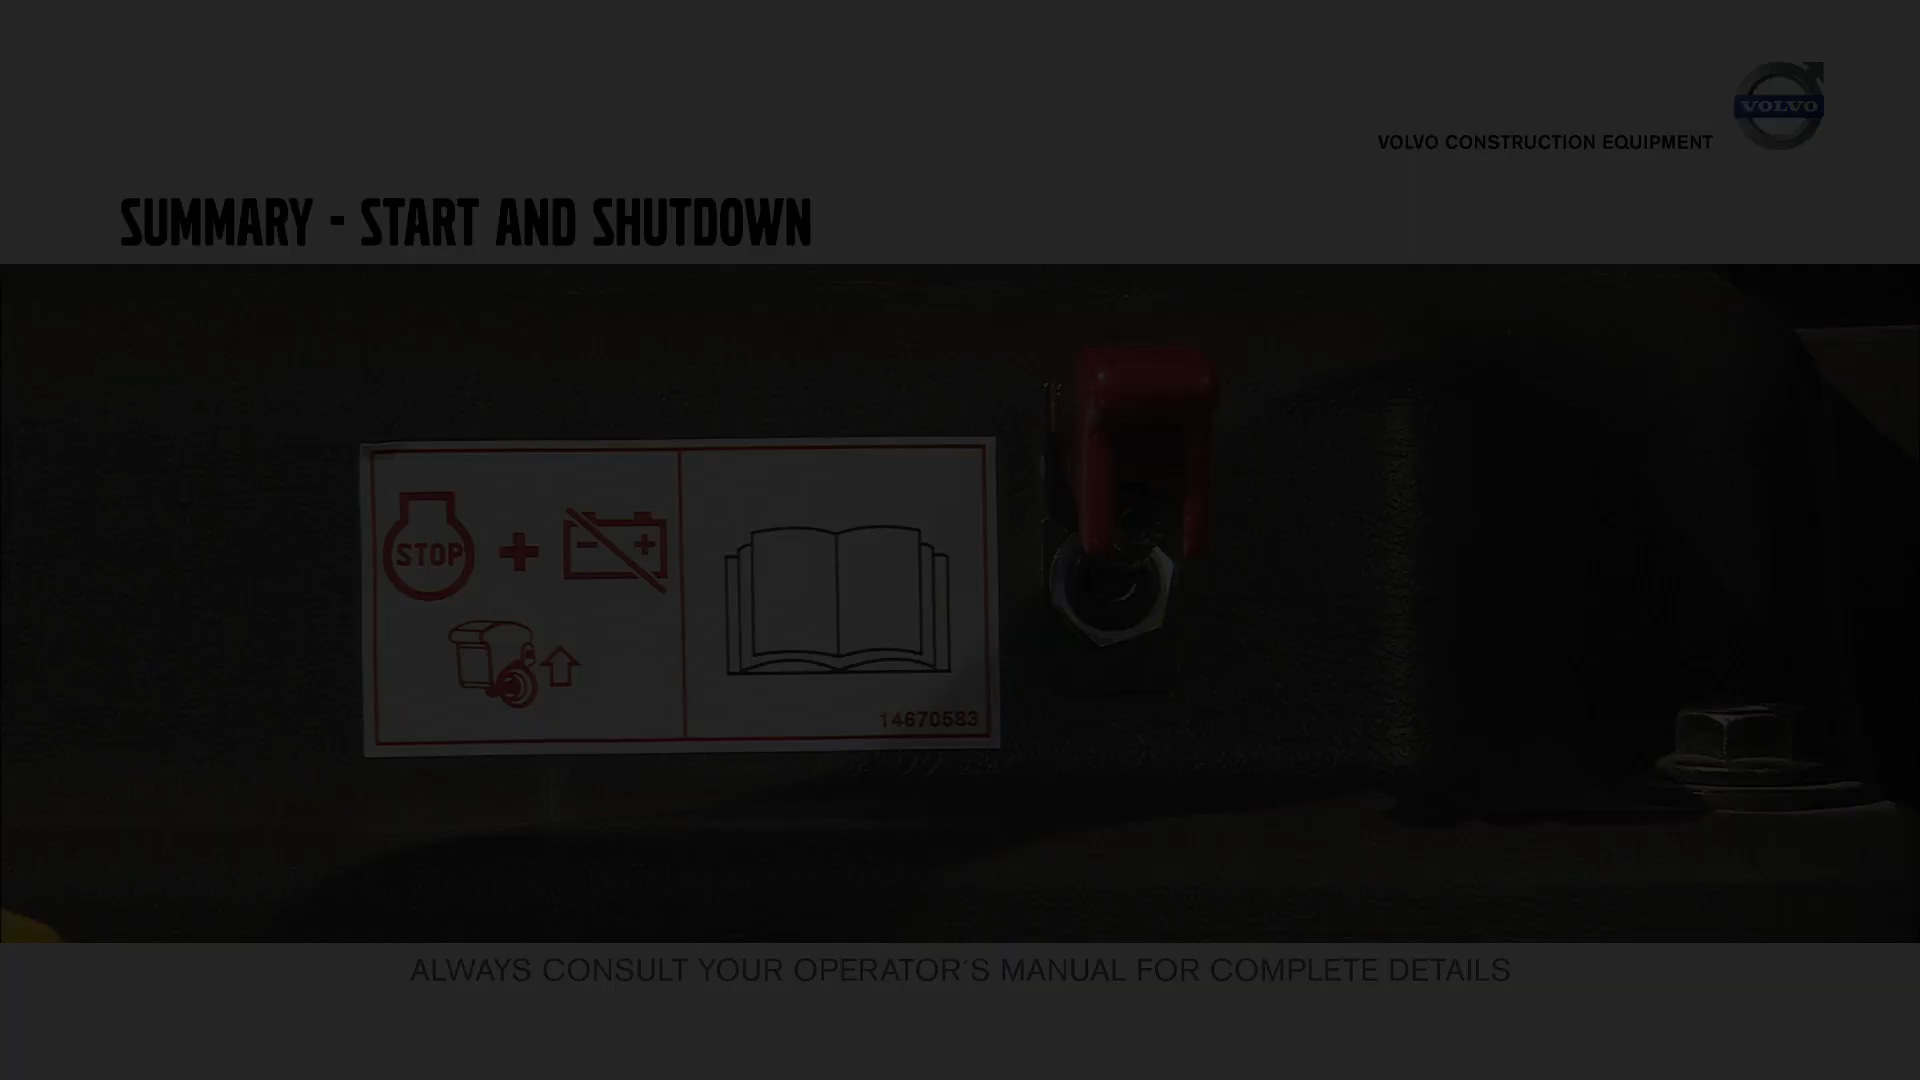 VOLVO
VOLVO CONSTRUCTION EQUIPMENT
SUMMARY - START AND SHUTDOWN
STOP
14670583
ALWAYS CONSULT YOUR OPERATOR´S MANUAL FOR COMPLETE DETAILS